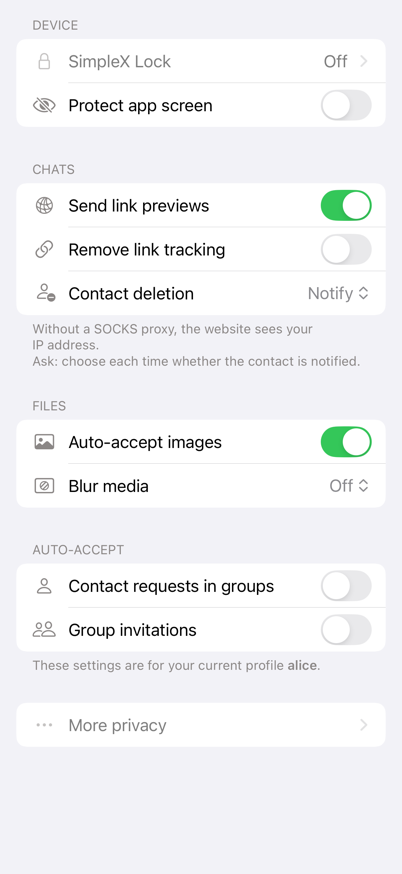 DEVICE
SimpleX Lock Off
Protect app screen
CHATS
Send link previews
Remove link tracking
Contact deletion Notify
Without a SOCKS proxy, the website sees your
IP address.
Ask: choose each time whether the contact is notified.
FILES
Auto-accept images
Blur media Off
AUTO-ACCEPT
Contact requests in groups
Group invitations
These settings are for your current profile alice.
More privacy